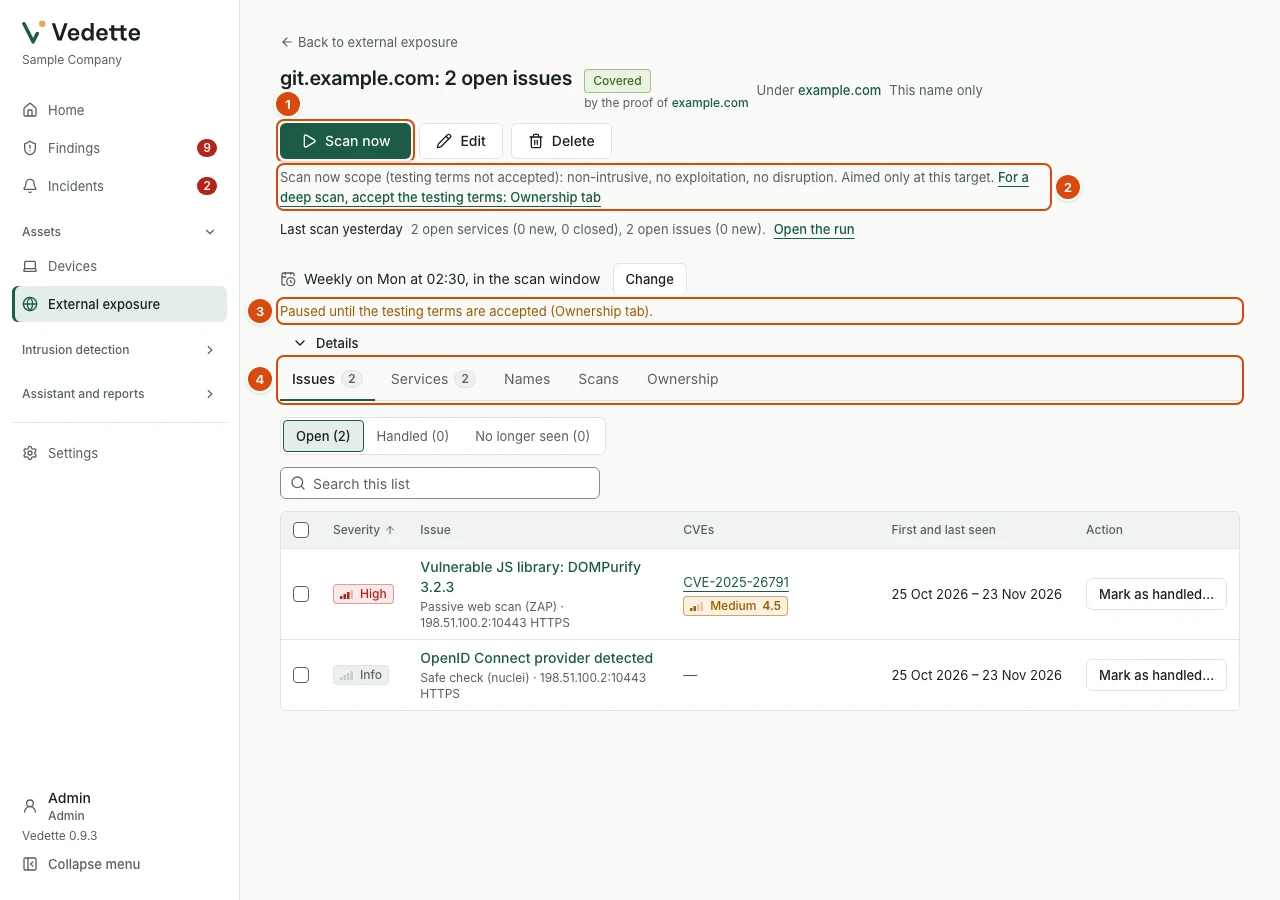 Vedette
Sample Company
Home
Findings 9
Incidents 2
Assets
Devices
External exposure
Intrusion detection
Assistant and reports
Settings
Admin
Admin
Vedette 0.9.3
Collapse menu
Back to external exposure
git.example.com: 2 open issues
Covered
by the proof of example.com
Under example.com This name only
1
Scan now
Edit
Delete
Scan now scope (testing terms not accepted): non-intrusive, no exploitation, no disruption. Aimed only at this target. For a
deep scan, accept the testing terms: Ownership tab
2
Last scan yesterday 2 open services (0 new, 0 closed), 2 open issues (0 new). Open the run
Weekly on Mon at 02:30, in the scan window Change
3
Paused until the testing terms are accepted (Ownership tab).
Details
4
Issues 2 Services 2 Names Scans Ownership
Open (2) Handled (0) No longer seen (0)
Search this list
Severity Issue CVEs First and last seen Action
High
Vulnerable JS library: DOMPurify
3.2.3
Passive web scan (ZAP) ·
198.51.100.2:10443 HTTPS
CVE-2025-26791
Medium 4.5
25 Oct 2026 – 23 Nov 2026
Mark as handled...
Info
OpenID Connect provider detected
Safe check (nuclei) · 198.51.100.2:10443
HTTPS
—
25 Oct 2026 – 23 Nov 2026
Mark as handled...